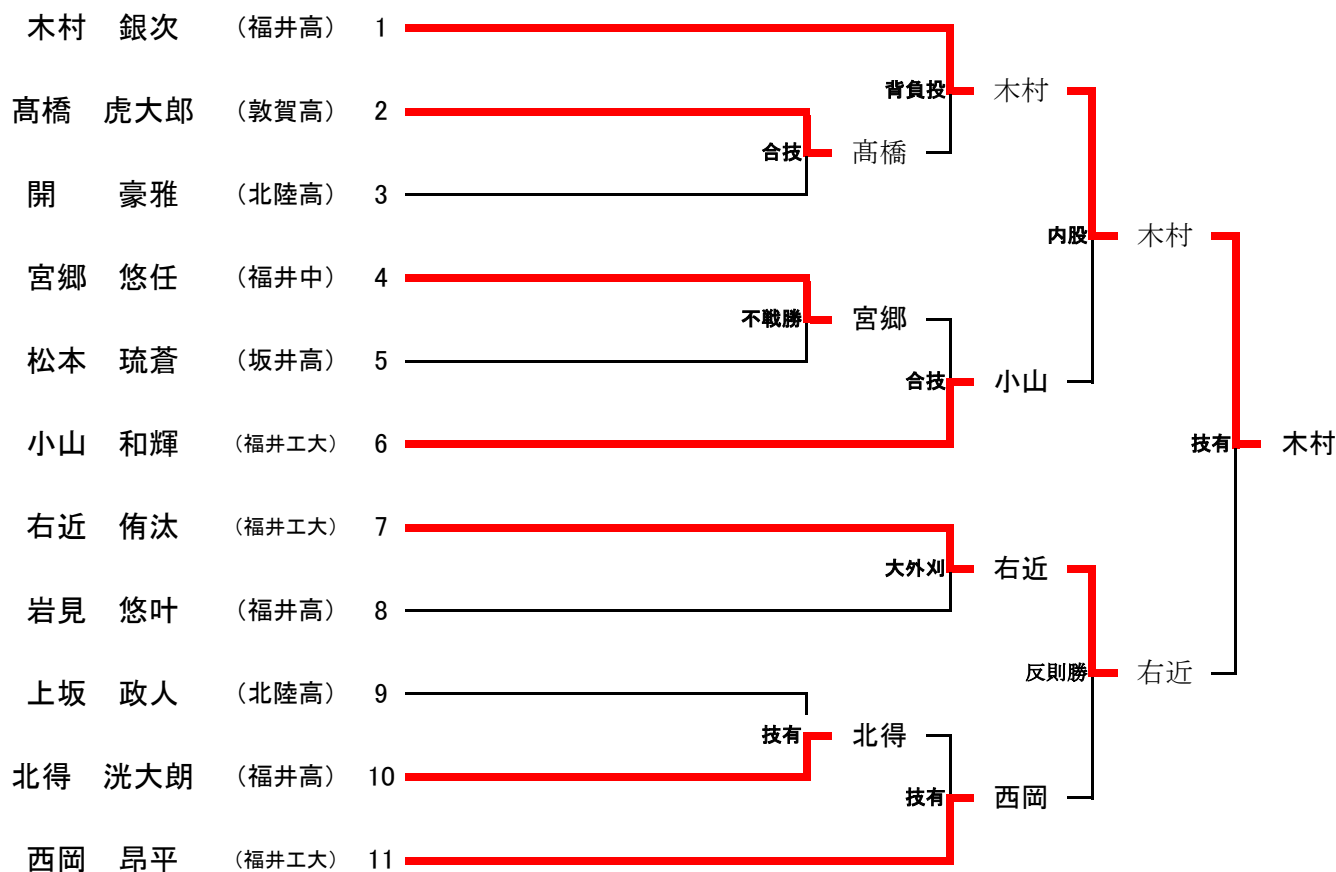 木村 銀次 （福井高） 1
背負投 木村
髙橋 虎大郎 （敦賀高） 2
合技 髙橋
開 豪雅 （北陸高） 3
内股 木村
宮郷 悠任 （福井中） 4
不戦勝 宮郷
松本 琉蒼 （坂井高） 5
合技 小山
小山 和輝 （福井工大） 6
技有 木村
右近 侑汰 （福井工大） 7
大外刈 右近
岩見 悠叶 （福井高） 8
反則勝 右近
上坂 政人 （北陸高） 9
技有 北得
北得 洸大朗 （福井高） 10
技有 西岡
西岡 昂平 （福井工大） 11